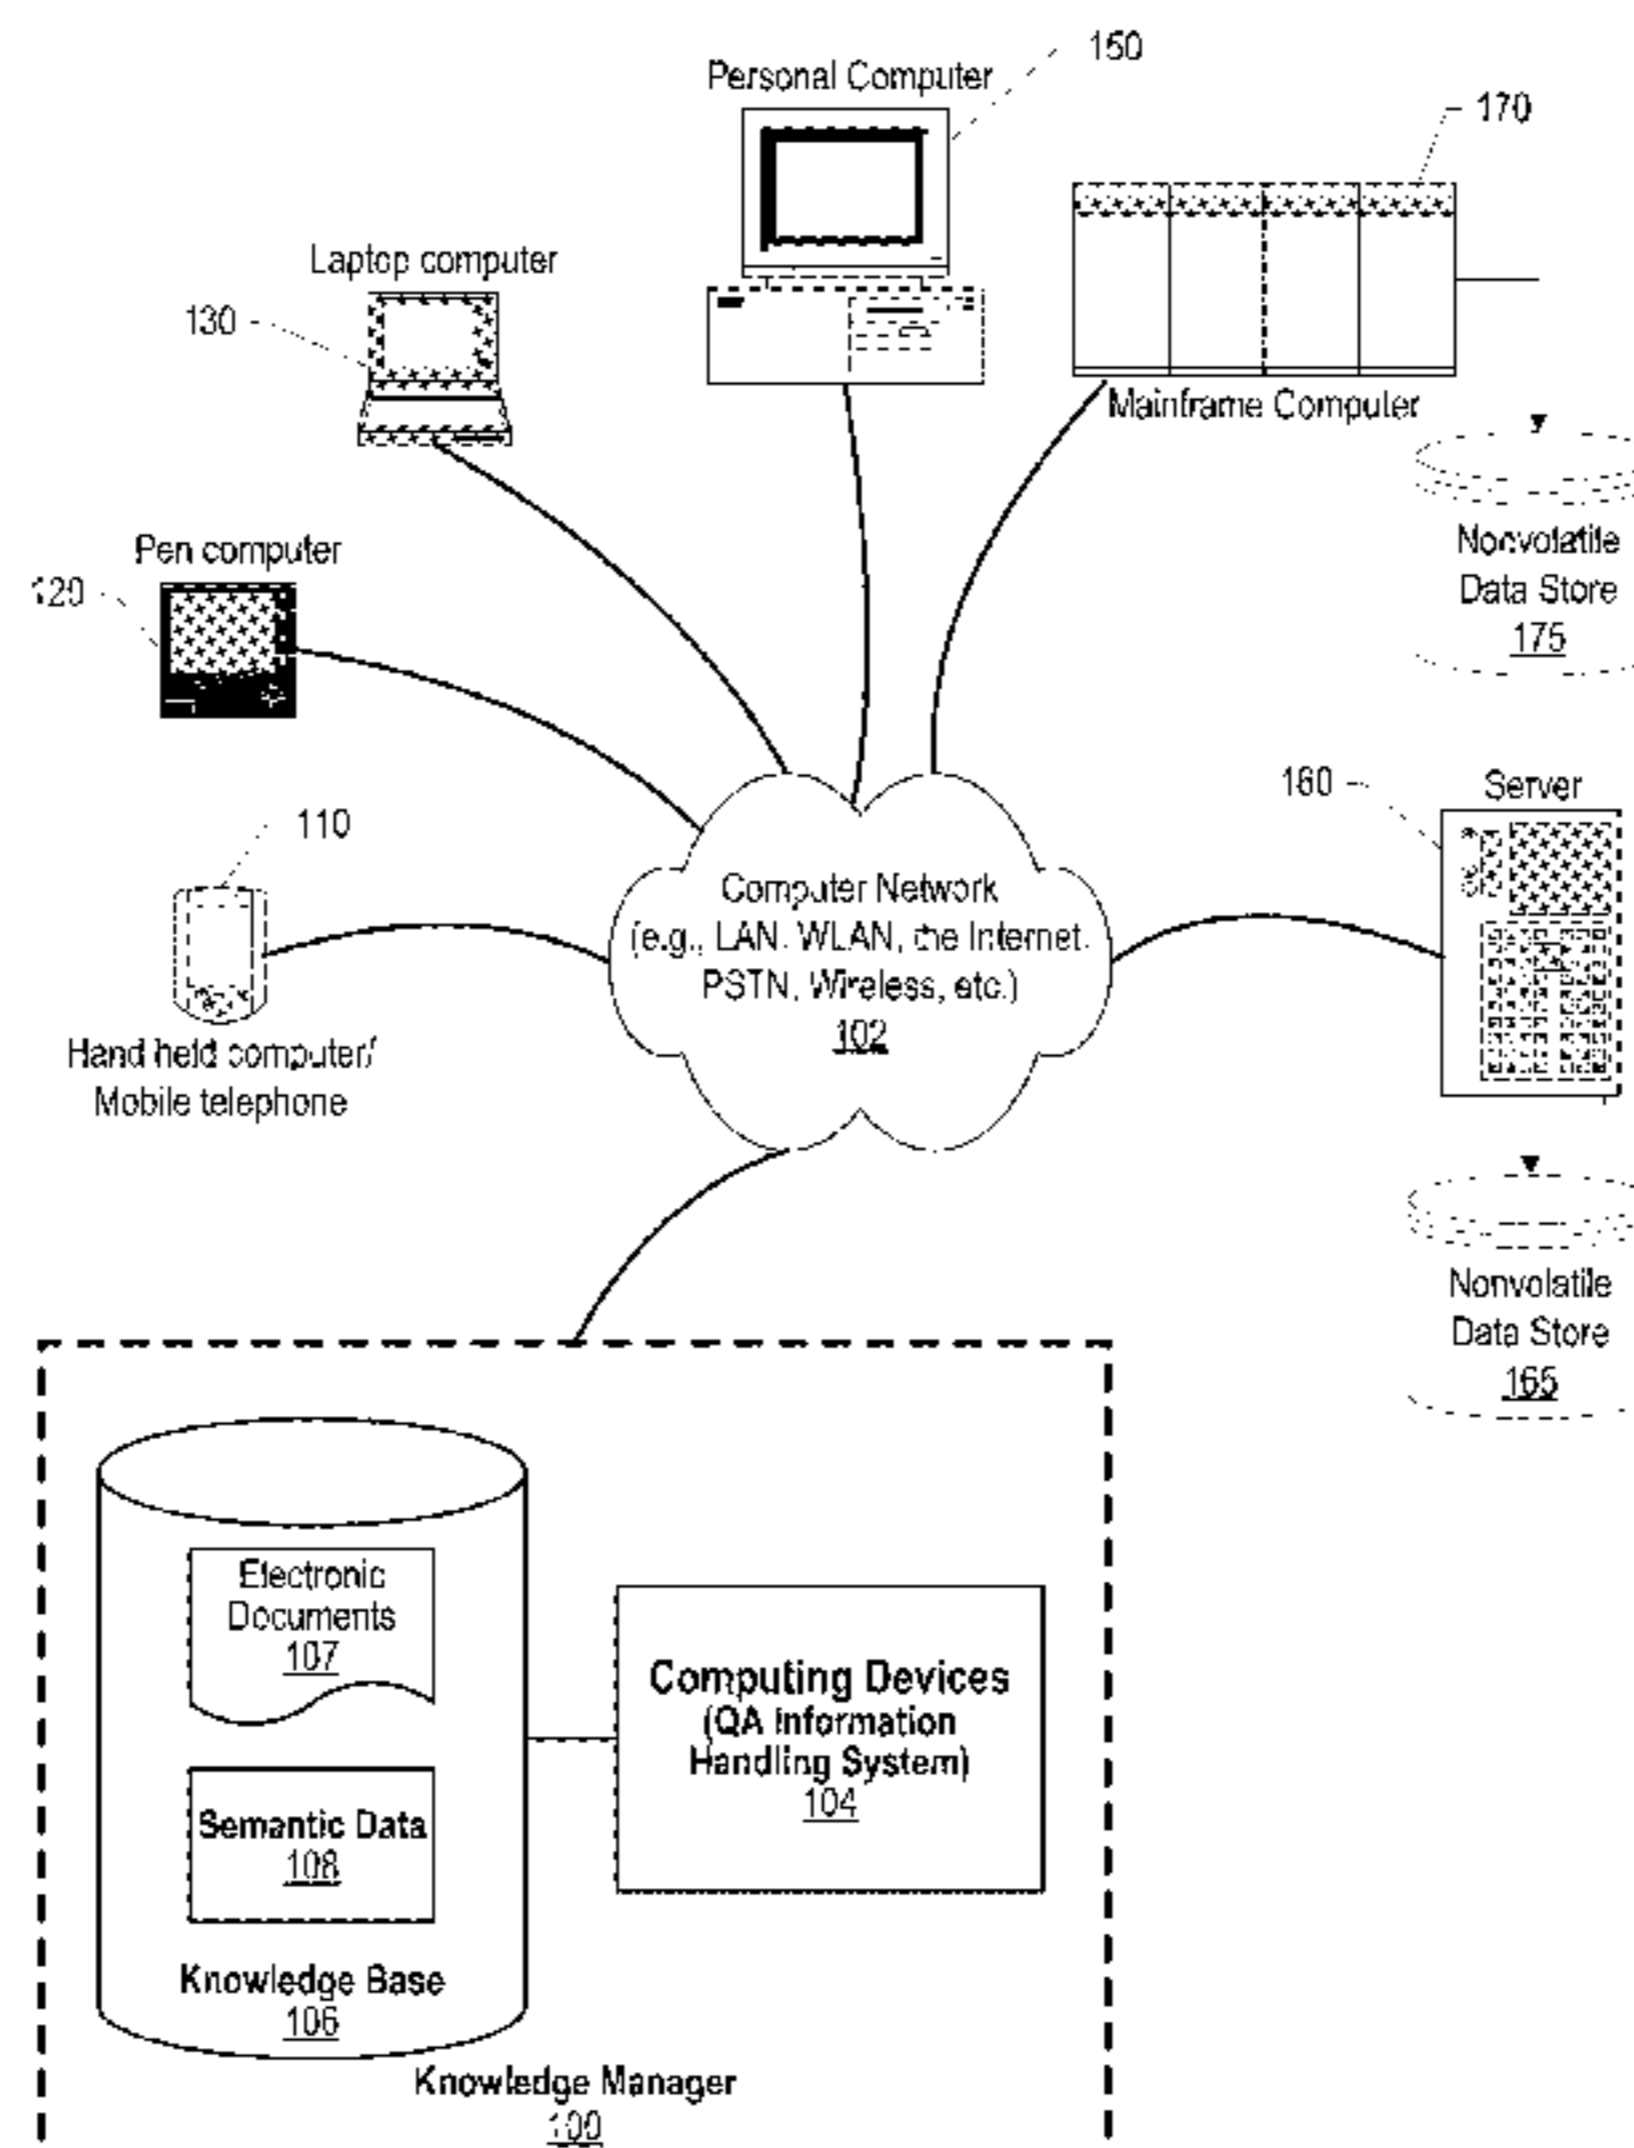 150
Personal Computer
170
Laptop computer
130
Mainframe Computer
Nonvolatile
Data Store
175
Pen computer
120
160
Server
110
Computer Network
(e.g., LAN, WLAN, the Internet,
PSTN, Wireless, etc.)
102
Hand held computer/
Mobile telephone
Nonvolatile
Data Store
165
Electronic
Documents
107
Computing Devices
(QA Information
Handling System)
104
Semantic Data
108
Knowledge Base
106
Knowledge Manager
100